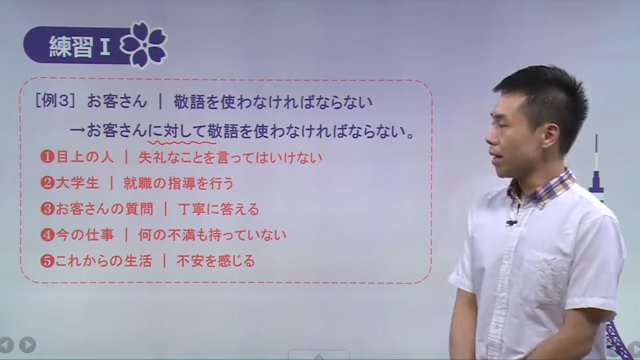 練習Ⅰ
［例３］ お客さん ｜ 敬語を使わなければならない
→お客さんに対して敬語を使わなければならない。
❶目上の人 ｜ 失礼なことを言ってはいけない
❷大学生 ｜ 就職の指導を行う
❸お客さんの質問 ｜ 丁寧に答える
❹今の仕事 ｜ 何の不満も持っていない
❺これからの生活 ｜ 不安を感じる